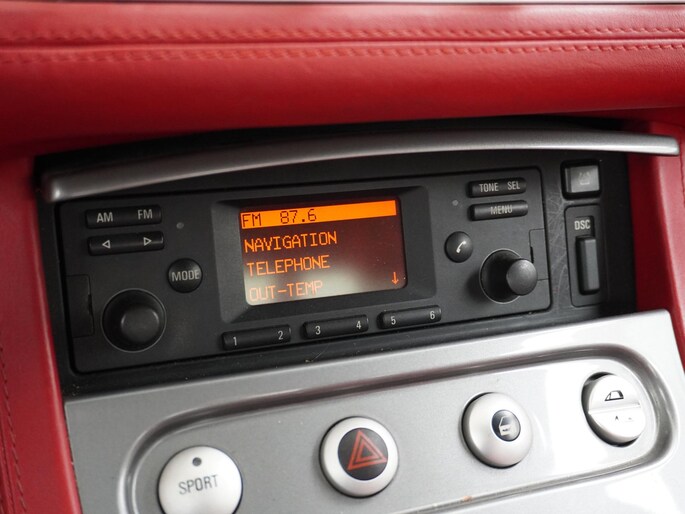 AM FM
MODE
FM 87.6
NAVIGATION
TELEPHONE
OUT-TEMP
1 2 3 4 5 6
TONE SEL
MENU
DSC
SPORT